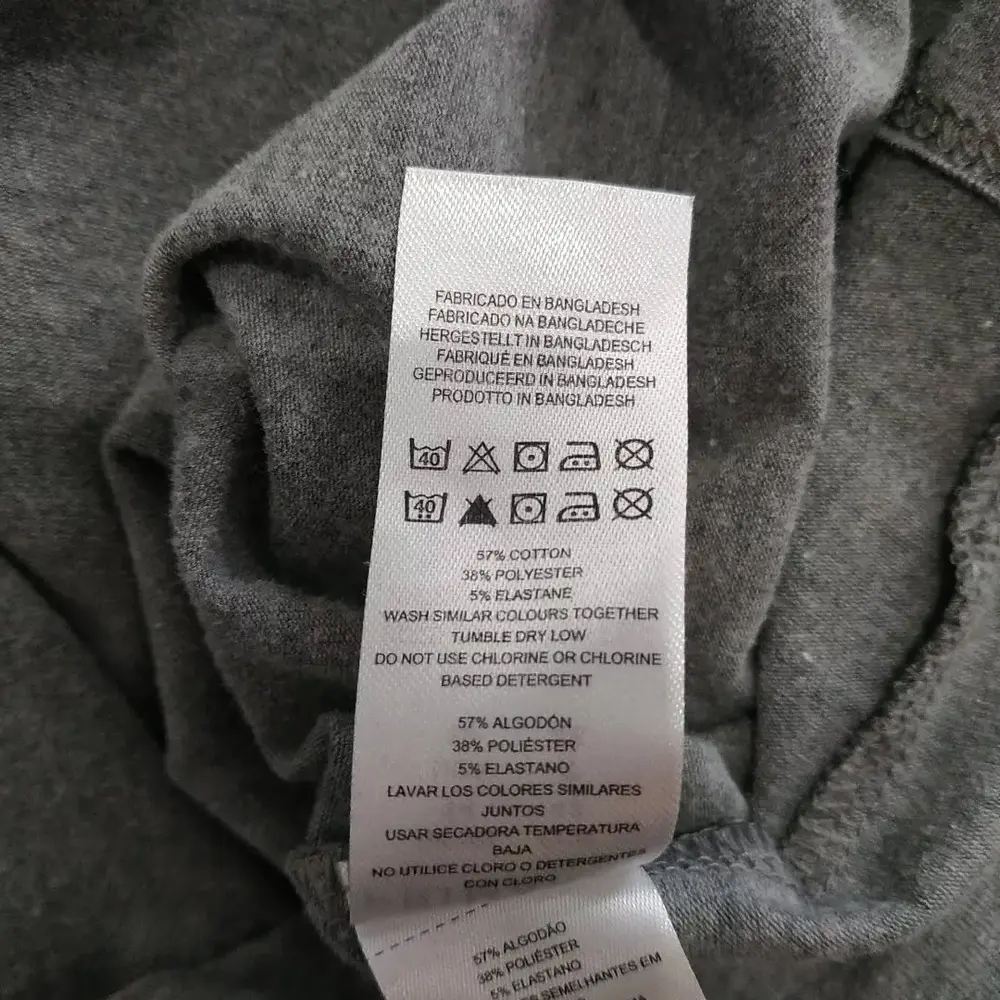 FABRICADO EN BANGLADESH
FABRICADO NA BANGLADECHE
HERGESTELLT IN BANGLADESCH
FABRIQUÉ EN BANGLADESH
GEPRODUCEERD IN BANGLADESH
PRODOTTO IN BANGLADESH
40
40
57% COTTON
38% POLYESTER
5% ELASTANE
WASH SIMILAR COLOURS TOGETHER
TUMBLE DRY LOW
DO NOT USE CHLORINE OR CHLORINE
BASED DETERGENT
57% ALGODÓN
38% POLIÉSTER
5% ELASTANO
LAVAR LOS COLORES SIMILARES
JUNTOS
USAR SECADORA TEMPERATURA
BAJA
NO UTILICE CLORO O DETERGENTES
CON CLORO
57% ALGODÃO
38% POLIÉSTER
5% ELASTANO
SEMELHANTES EM